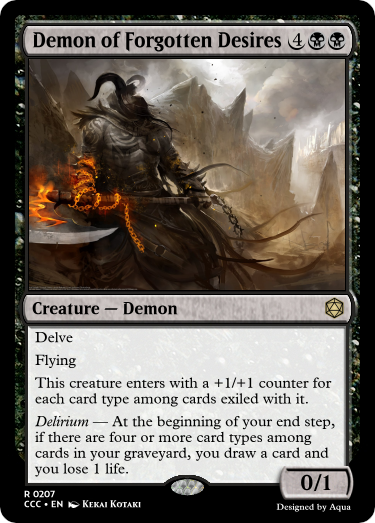 Demon of Forgotten Desires 4
Creature — Demon
Delve
Flying
This creature enters with a +1/+1 counter for
each card type among cards exiled with it.
Delirium — At the beginning of your end step,
if there are four or more card types among
cards in your graveyard, you draw a card and
you lose 1 life.
0/1
R 0207
CCC • EN Kekai Kotaki
Designed by Aqua